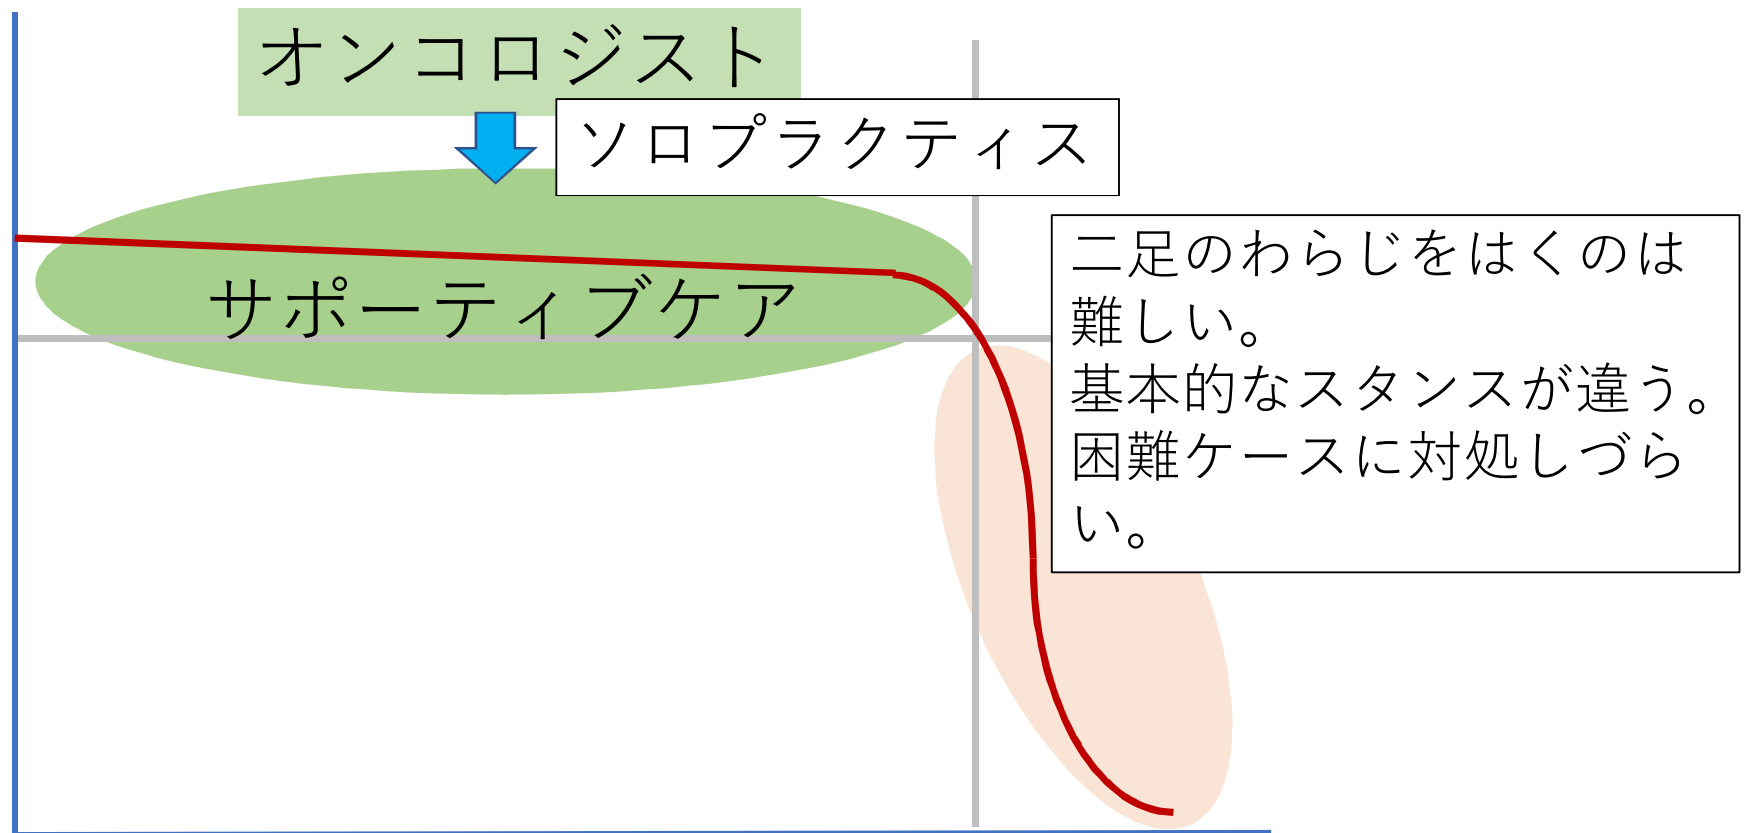 オンコロジスト
ソロプラクティス
サポーティブケア
二足のわらじをはくのは
難しい。
基本的なスタンスが違う。
困難ケースに対処しづら
い。